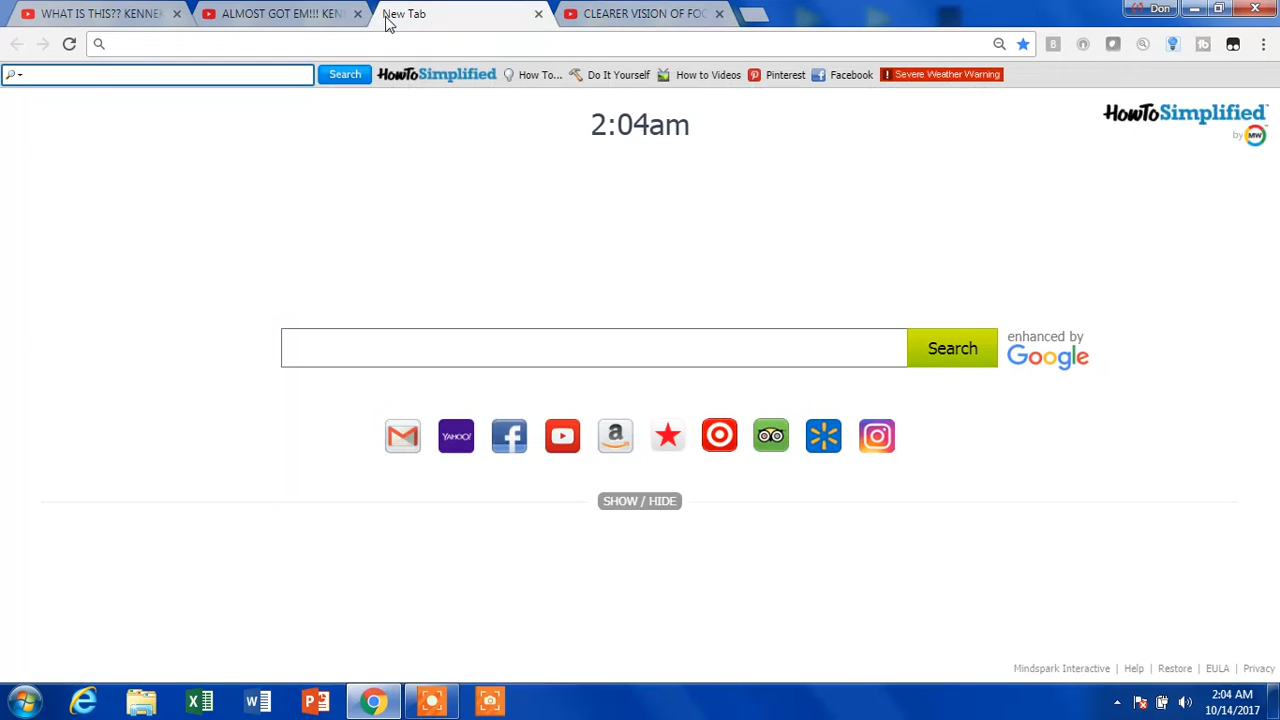 WHAT IS THIS?? KENNE
ALMOST GOT EM!!! KEN
New Tab
CLEARER VISION OF FOO
Don
Search
HowToSimplified
How To...
Do It Yourself
How to Videos
Pinterest
Facebook
Severe Weather Warning
2:04am
HowToSimplified
by MW
Search
enhanced by
Google
YAHOO!
SHOW / HIDE
Mindspark Interactive | Help | Restore | EULA | Privacy
2:04 AM
10/14/2017